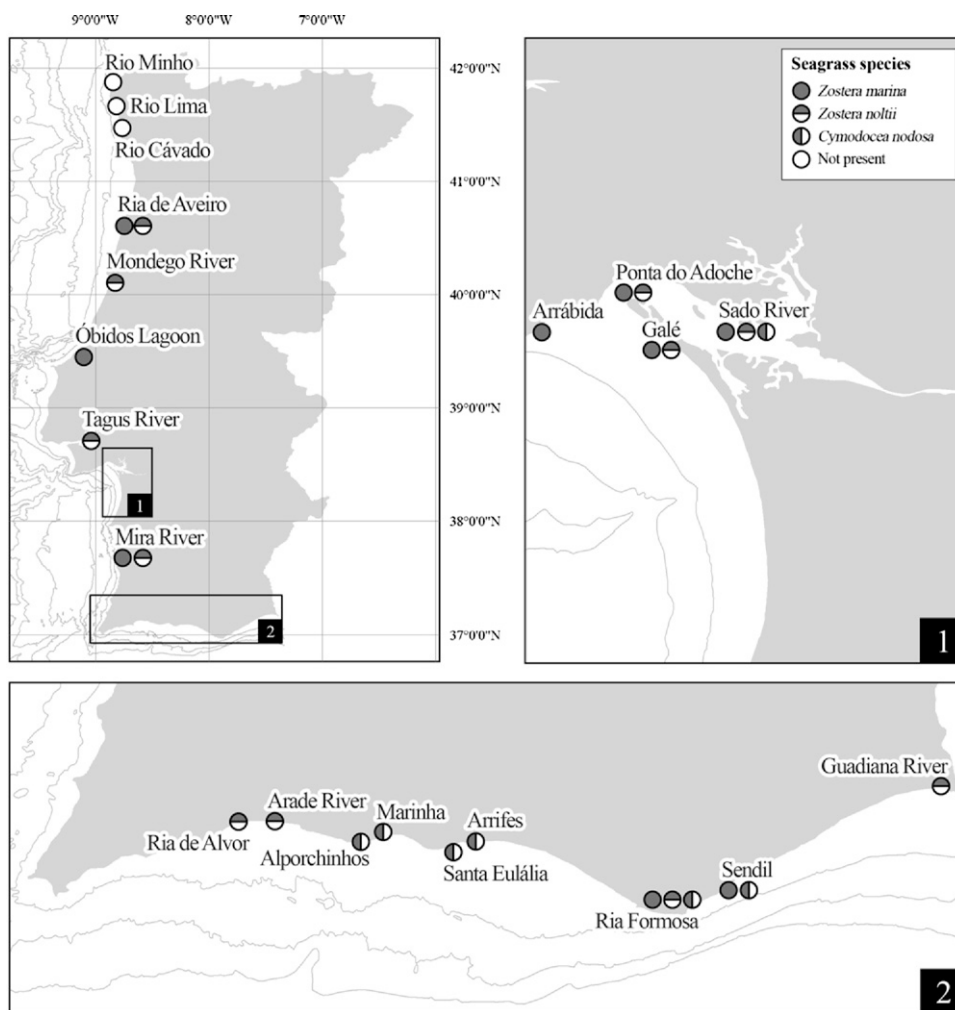 9°0'0"W 8°0'0"W 7°0'0"W
Rio Minho
42°0'0"N
Rio Lima
Rio Cávado
41°0'0"N
Ria de Aveiro
Mondego River
40°0'0"N
Óbidos Lagoon
39°0'0"N
Tagus River
1
38°0'0"N
Mira River
2
37°0'0"N
Seagrass species
Zostera marina
Zostera noltii
Cymodocea nodosa
Not present
Ponta do Adoche
Arrábida
Sado River
Galé
1
Guadiana River
Arade River
Marinha
Arrifes
Ria de Alvor
Alporchinhos
Santa Eulália
Sendil
Ria Formosa
2